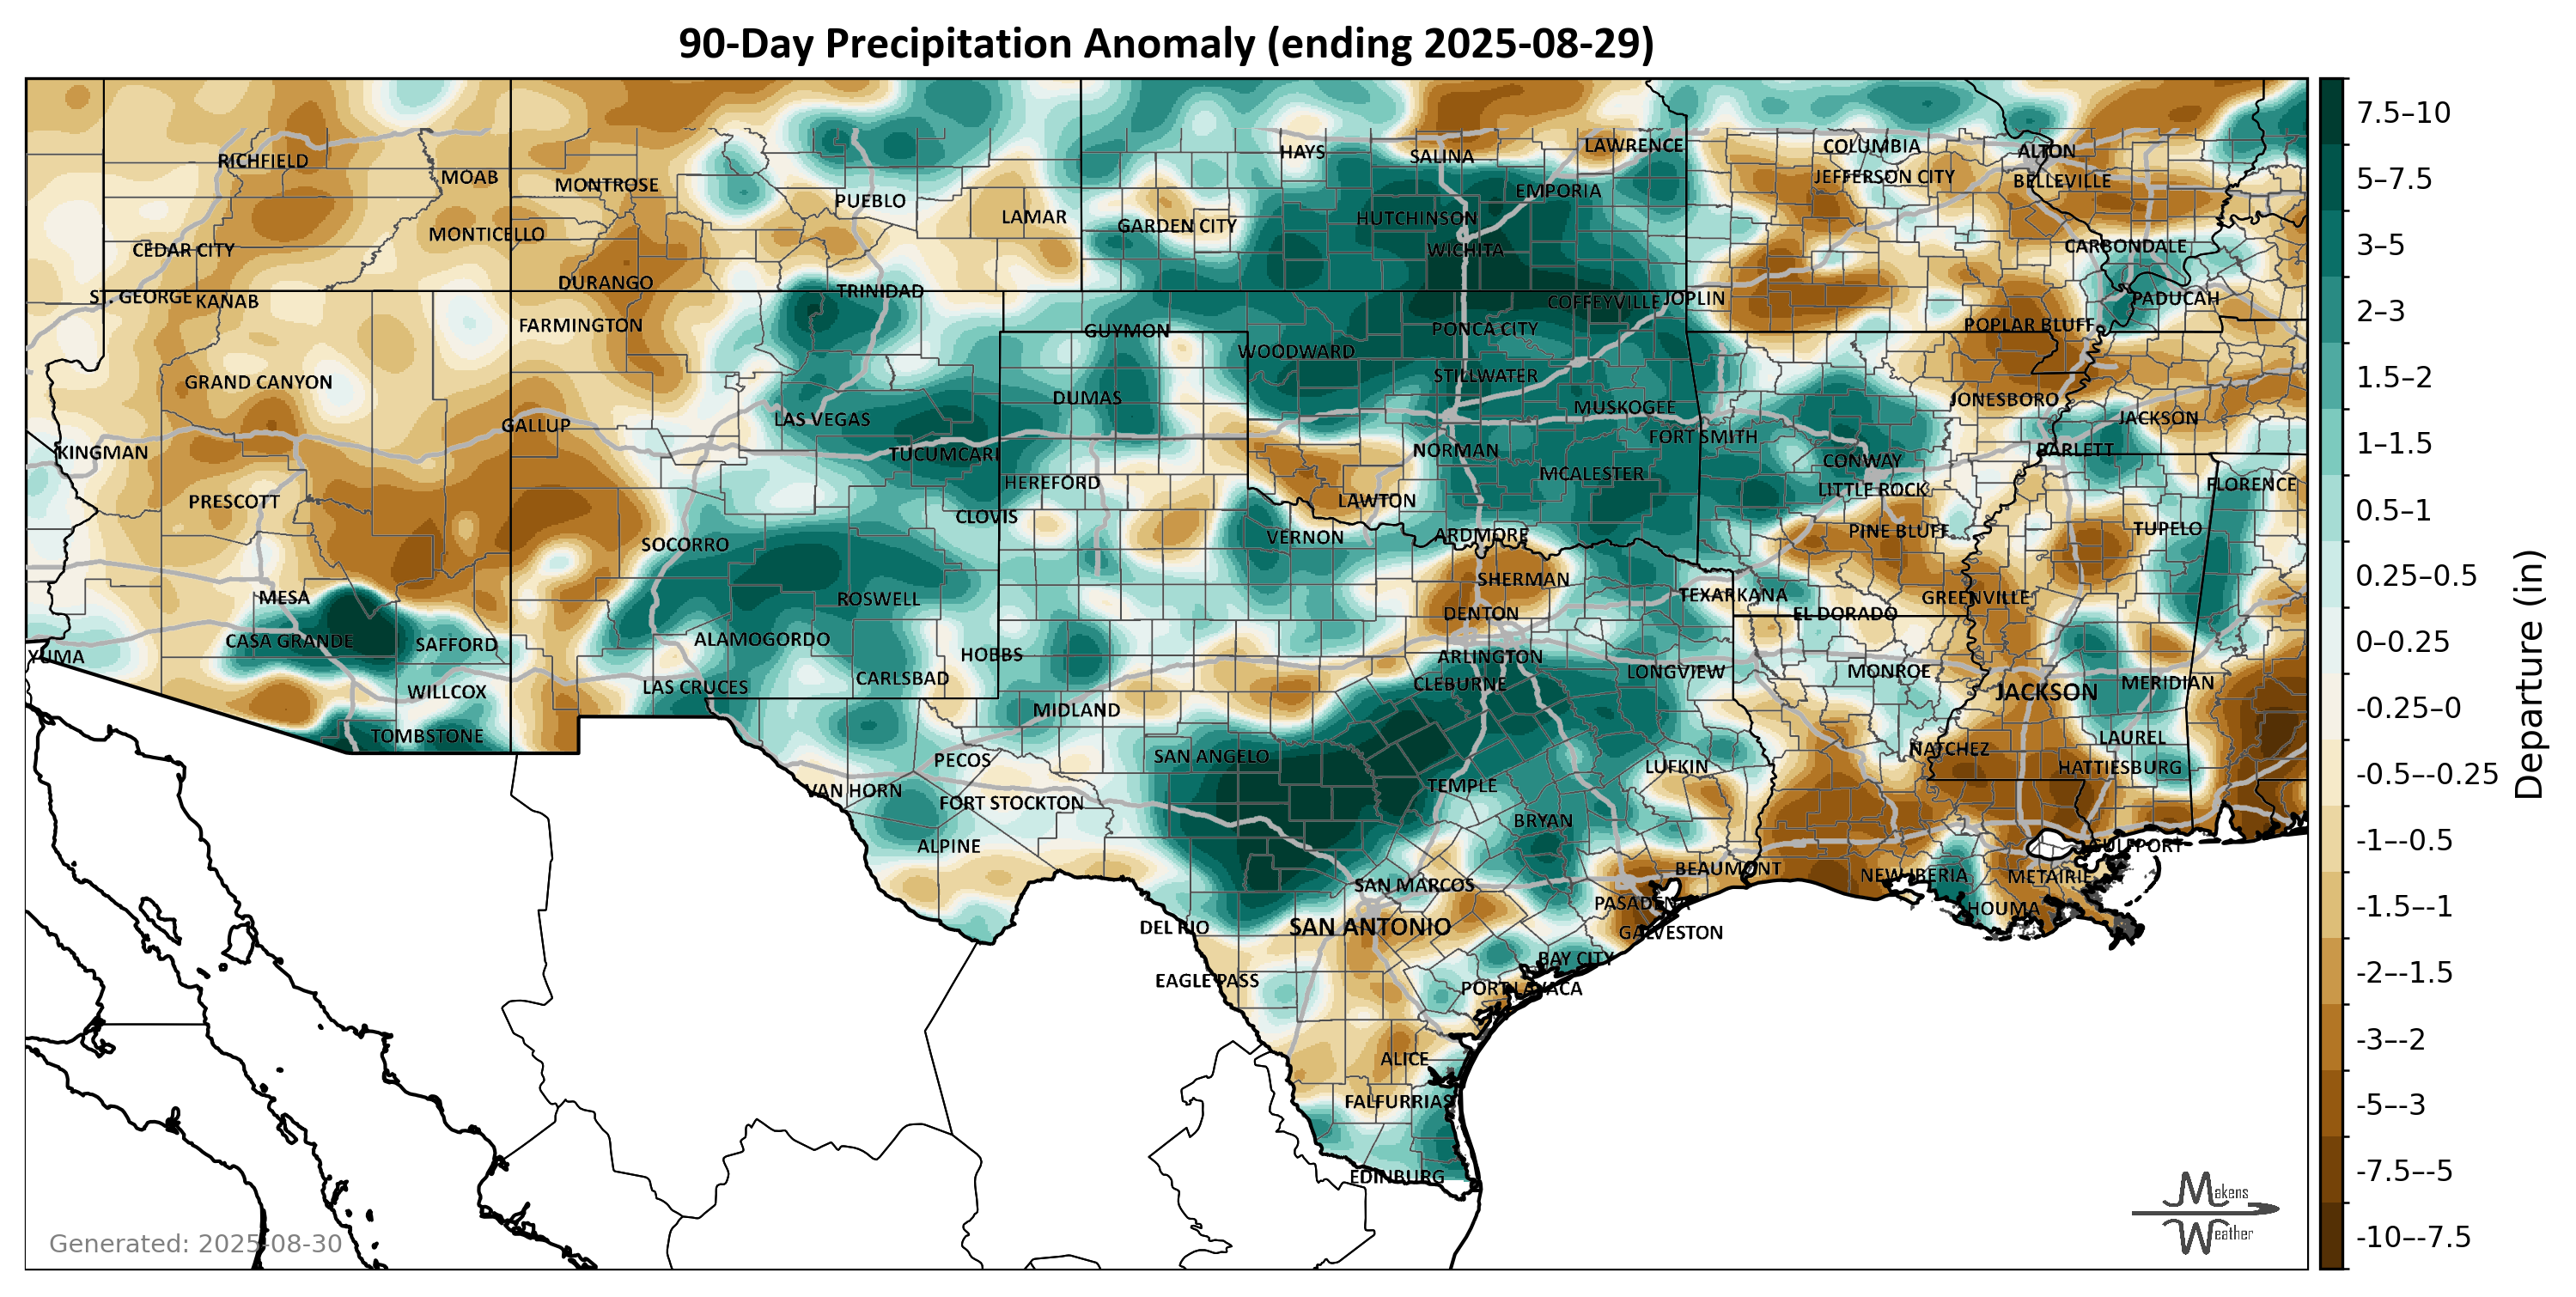 90-Day Precipitation Anomaly (ending 2025-08-29)
RICHFIELD
MOAB
MONTROSE
PUEBLO
HAYS
SALINA
LAWRENCE
COLUMBIA
ALTON
JEFFERSON CITY
BELLEVILLE
EMPORIA
LAMAR
GARDEN CITY
HUTCHINSON
MONTICELLO
CEDAR CITY
WICHITA
CARBONDALE
DURANGO
TRINIDAD
ST. GEORGE
KANAB
COFFEYVILLE
JOPLIN
PADUCAH
FARMINGTON
GUYMON
PONCA CITY
POPLAR BLUFF
WOODWARD
GRAND CANYON
STILLWATER
DUMAS
MUSKOGEE
JONESBORO
JACKSON
GALLUP
LAS VEGAS
FORT SMITH
KINGMAN
TUCUMCARI
NORMAN
CONWAY
BARLETT
MCALESTER
HEREFORD
LITTLE ROCK
FLORENCE
PRESCOTT
LAWTON
CLOVIS
PINE BLUFF
TUPELO
SOCORRO
VERNON
ARDMORE
SHERMAN
MESA
ROSWELL
TEXARKANA
GREENVILLE
DENTON
EL DORADO
CASA GRANDE
SAFFORD
ALAMOGORDO
YUMA
HOBBS
ARLINGTON
LONGVIEW
MONROE
CARLSBAD
CLEBURNE
MERIDIAN
WILLCOX
LAS CRUCES
JACKSON
MIDLAND
TOMBSTONE
LAUREL
NATCHEZ
SAN ANGELO
PECOS
LUFKIN
HATTIESBURG
VAN HORN
FORT STOCKTON
TEMPLE
BRYAN
ALPINE
GULFPORT
BEAUMONT
NEW IBERIA
METAIRIE
SAN MARCOS
PASADENA
HOUMA
DEL RIO
SAN ANTONIO
GALVESTON
BAY CITY
EAGLE PASS
PORT LAVACA
ALICE
FALFURRIAS
EDINBURG
Generated: 2025-08-30
Makens
Weather
7.5–10
5–7.5
3–5
2–3
1.5–2
1–1.5
0.5–1
0.25–0.5
0–0.25
-0.25–0
-0.5–-0.25
-1–-0.5
-1.5–-1
-2–-1.5
-3–-2
-5–-3
-7.5–-5
-10–-7.5
Departure (in)